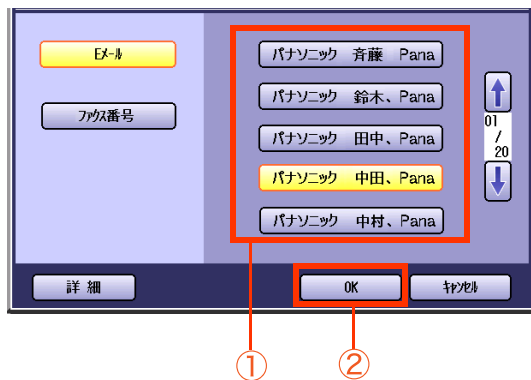 Eメール
ファクス番号
パナソニック 斉藤 Pana
パナソニック 鈴木、Pana
パナソニック 田中、Pana
パナソニック 中田、Pana
パナソニック 中村、Pana
01
/
20
詳 細
OK
キャンセル
①
②